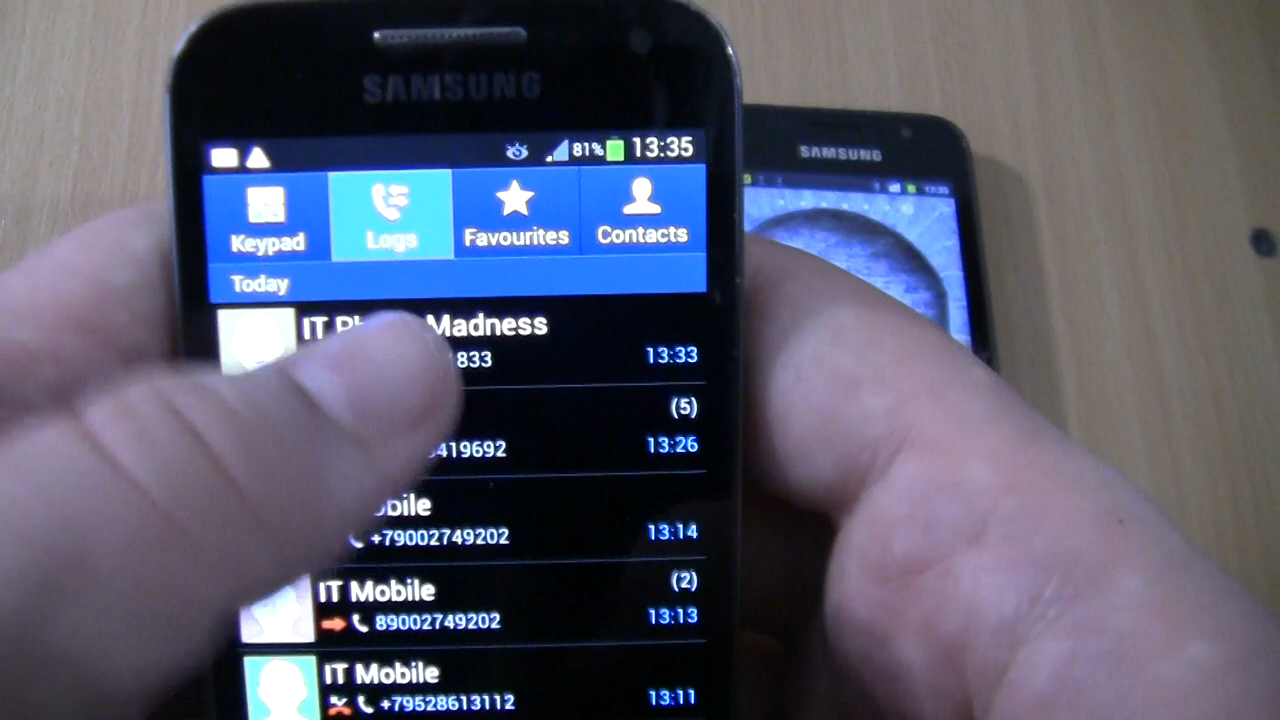 SAMSUNG
81% 13:35
Keypad Logs Favourites Contacts
Today
IT Madness
833 13:33
(5)
419692 13:26
13:14
+79002749202
IT Mobile (2)
89002749202 13:13
IT Mobile
+79528613112 13:11
SAMSUNG